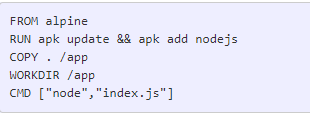 FROM alpine
RUN apk update && apk add nodejs
COPY . /app
WORKDIR /app
CMD ["node","index.js"]